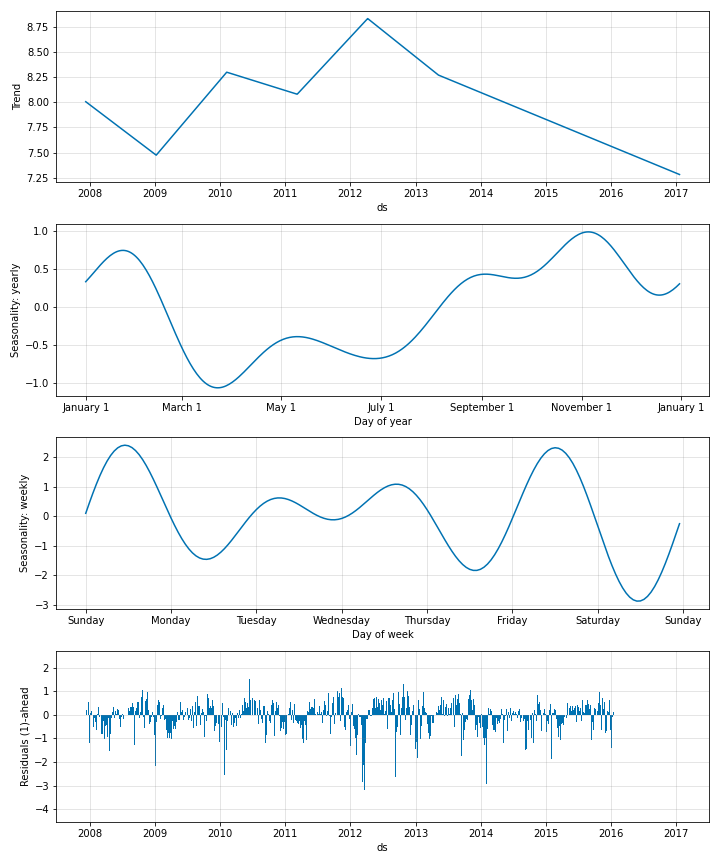 Trend
8.75
8.50
8.25
8.00
7.75
7.50
7.25
2008 2009 2010 2011 2012 2013 2014 2015 2016 2017
ds
Seasonality: yearly
1.0
0.5
0.0
−0.5
−1.0
January 1 March 1 May 1 July 1 September 1 November 1 January 1
Day of year
Seasonality: weekly
2
1
0
−1
−2
−3
Sunday Monday Tuesday Wednesday Thursday Friday Saturday Sunday
Day of week
Residuals (1)-ahead
2
1
0
−1
−2
−3
−4
2008 2009 2010 2011 2012 2013 2014 2015 2016 2017
ds